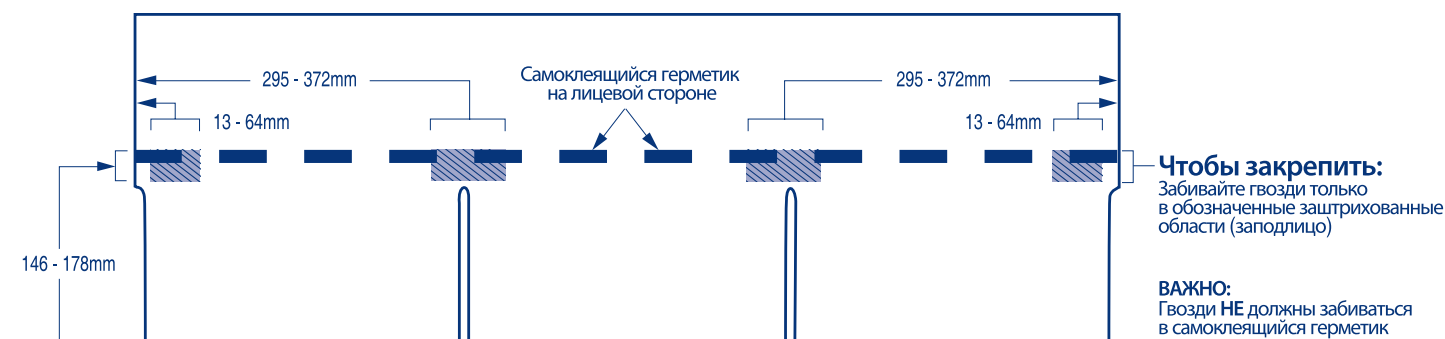 295 - 372mm
Самоклеящийся герметик
на лицевой стороне
295 - 372mm
13 - 64mm
13 - 64mm
Чтобы закрепить:
Забивайте гвозди только
в обозначенные заштрихованные
области (заподлицо)
146 - 178mm
ВАЖНО:
Гвозди НЕ должны забиваться
в самоклеящийся герметик